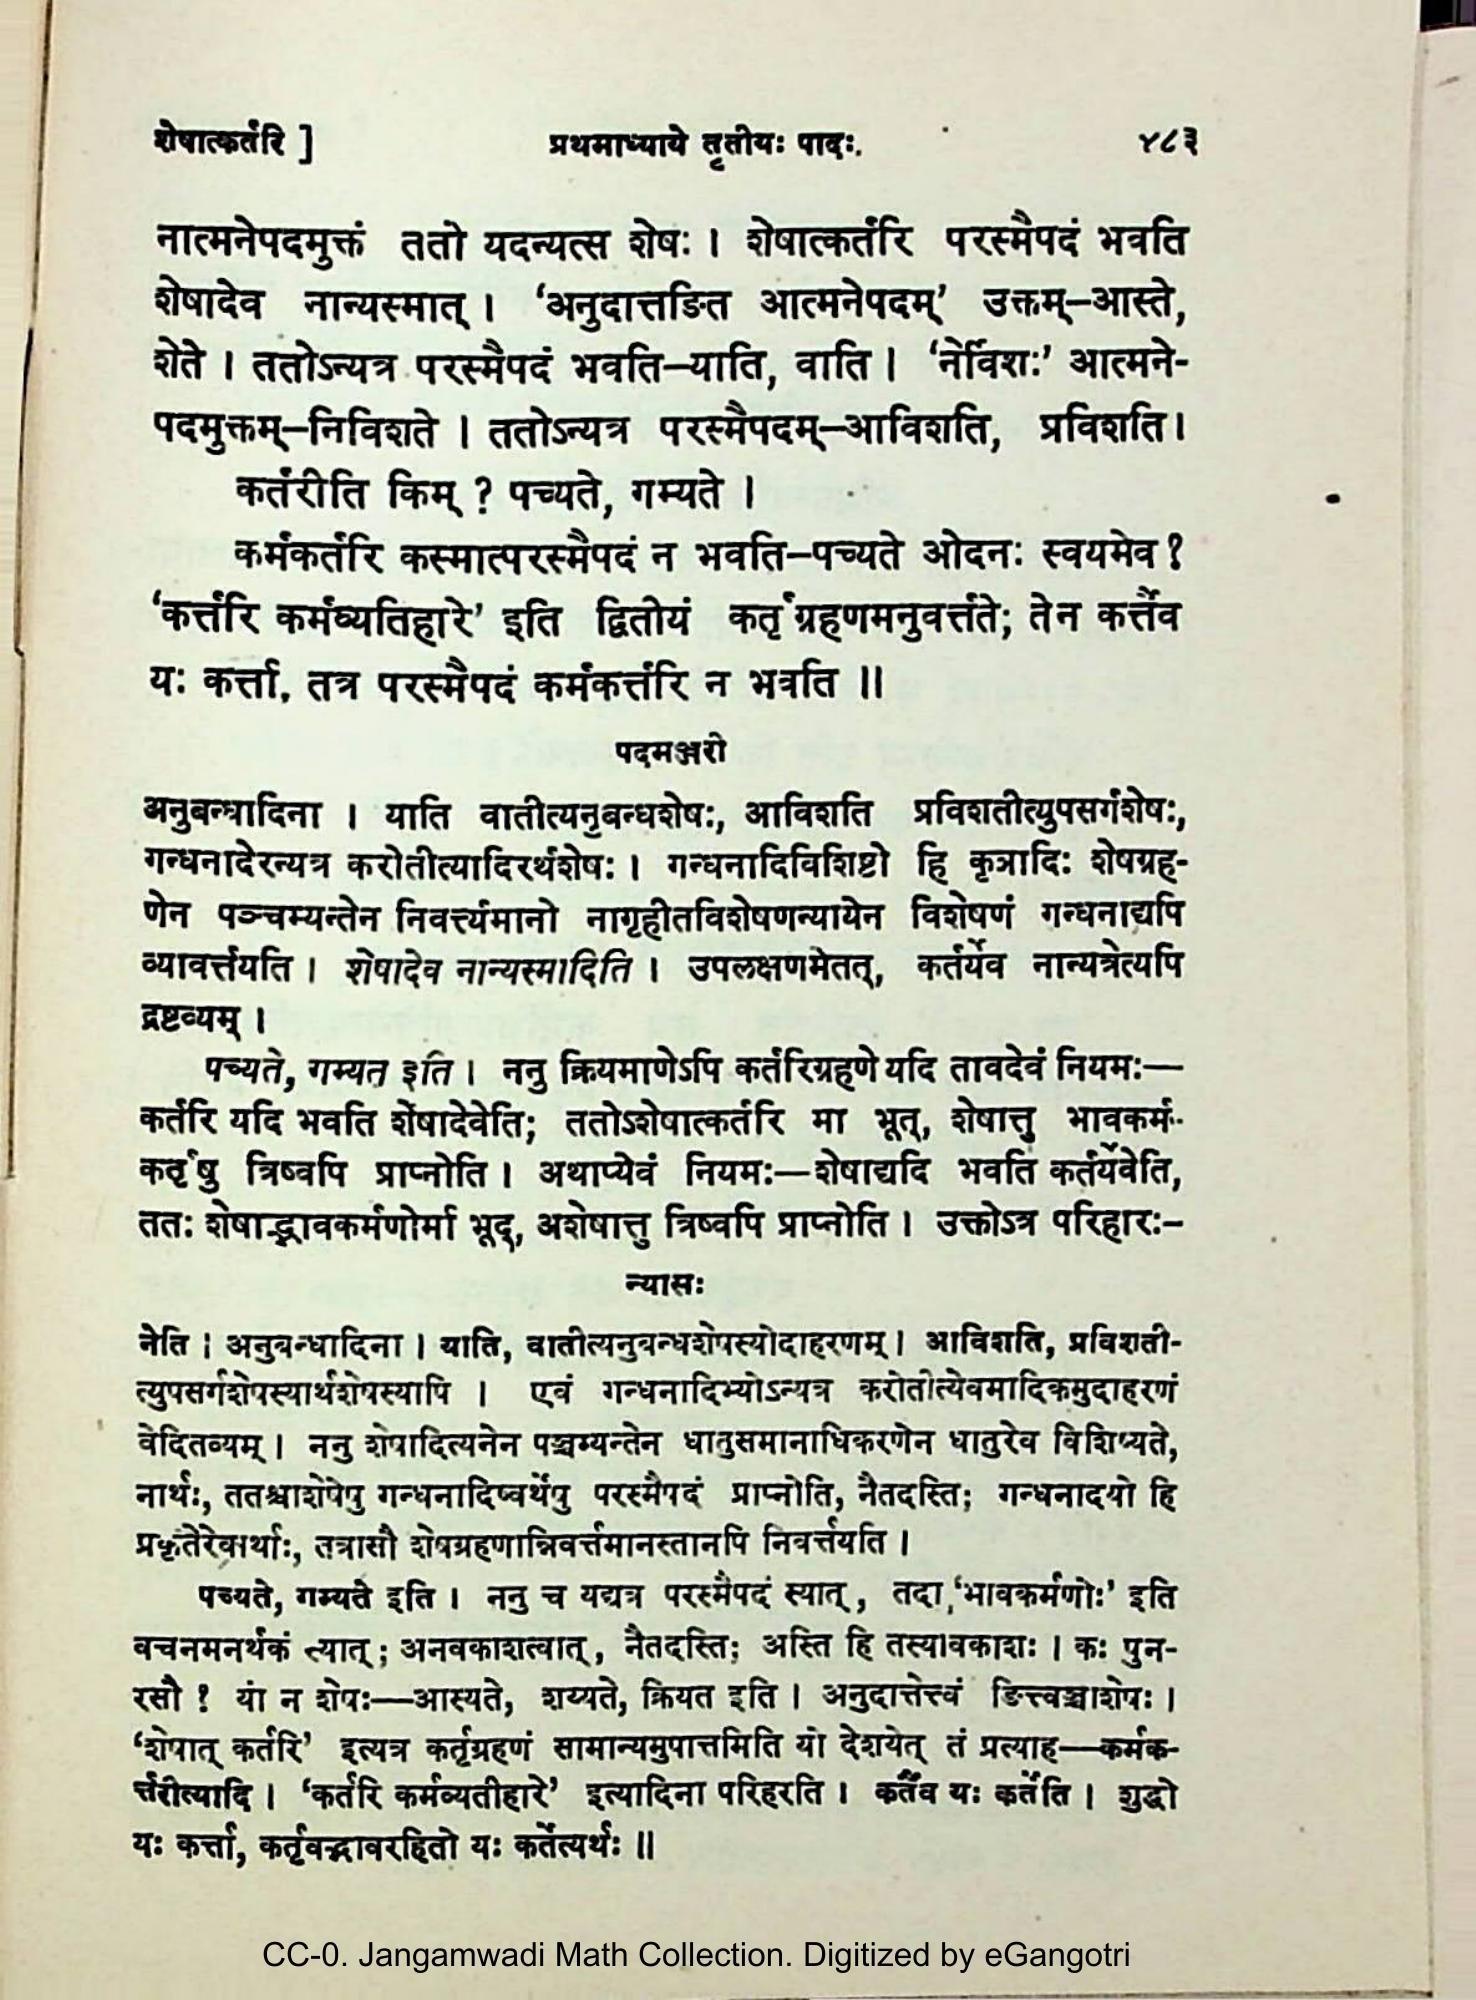 शेषात्कर्तरि ]
प्रथमाध्याये तृतीयः पादः.
४८३
नात्मनेपदमुक्तं ततो यदन्यत्स शेषः । शेषात्कर्तरि परस्मैपदं भवति
शेषादेव नान्यस्मात् । ‘अनुदात्तङित आत्मनेपदम्’ उक्तम्–आस्ते,
शेते । ततोऽन्यत्र परस्मैपदं भवति–याति, वाति । ‘नेर्विशः’ आत्मने-
पदमुक्तम्–निविशते । ततोऽन्यत्र परस्मैपदम्–आविशति, प्रविशति।
कर्तरीति किम् ? पच्यते, गम्यते ।
कर्मकर्तरि कस्मात्परस्मैपदं न भवति–पच्यते ओदनः स्वयमेव ?
‘कर्त्तरि कर्मव्यतिहारे’ इति द्वितीयं कर्तृग्रहणमनुवर्त्तते; तेन कर्त्तैव
यः कर्त्ता, तत्र परस्मैपदं कर्मकर्त्तरि न भवति ॥
पदमञ्जरी
अनुबन्धादिना । याति वातीत्यनुबन्धशेषः, आविशति प्रविशतीत्युपसर्गशेषः,
गन्धनादेरन्यत्र करोतीत्यादिरर्थशेषः । गन्धनादिविशिष्टो हि कृञादिः शेषग्रह-
णेन पञ्चम्यन्तेन निवर्त्त्यमानो नागृहीतविशेषणन्यायेन विशेषणं गन्धनाद्यपि
व्यावर्त्तयति । शेषादेव नान्यस्मादिति । उपलक्षणमेतत्, कर्तर्येव नान्यत्रेत्यपि
द्रष्टव्यम् ।
पच्यते, गम्यत इति । ननु क्रियमाणेऽपि कर्तरिग्रहणे यदि तावदेवं नियमः—
कर्तरि यदि भवति शेषादेवेति; ततोऽशेषात्कर्तरि मा भूत्, शेषात्तु भावकर्म-
कर्तृषु त्रिष्वपि प्राप्नोति । अथाप्येवं नियमः—शेषाद्यदि भवति कर्तर्येवेति,
ततः शेषाद्भावकर्मणोर्मा भूद्, अशेषात्तु त्रिष्वपि प्राप्नोति । उक्तोऽत्र परिहारः–
न्यासः
नेति । अनुबन्धादिना । याति, वातीत्यनुबन्धशेषस्योदाहरणम् । आविशति, प्रविशती-
त्युपसर्गशेषस्यार्थशेषस्यापि । एवं गन्धनादिभ्योऽन्यत्र करोतीत्येवमादिकमुदाहरणं
वेदितव्यम् । ननु शेषादित्यनेन पञ्चम्यन्तेन धातुसमानाधिकरणेन धातुरेव विशिष्यते,
नार्थः, ततश्चाशेषेषु गन्धनादिष्वर्थेषु परस्मैपदं प्राप्नोति, नैतदस्ति; गन्धनादयो हि
प्रकृतेरेवार्थाः, तत्रासौ शेषग्रहणान्निवर्त्तमानस्तानपि निवर्त्तयति ।
पच्यते, गम्यते इति । ननु च यद्यत्र परस्मैपदं स्यात्, तदा ‘भावकर्मणोः’ इति
वचनमनर्थकं स्यात् ; अनवकाशत्वात्, नैतदस्ति; अस्ति हि तस्यावकाशः । कः पुन-
रसौ ? यो न शेषः—आस्यते, शय्यते, क्रियत इति । अनुदात्तेत्त्वं ङित्त्वञ्चाशेषः ।
‘शेषात् कर्तरि’ इत्यत्र कर्तृग्रहणं सामान्यमुपात्तमिति यो देशयेत् तं प्रत्याह—कर्मक-
र्त्तरीत्यादि । ‘कर्तरि कर्मव्यतीहारे’ इत्यादिना परिहरति । कर्तैव यः कर्तेति । शुद्धो
यः कर्त्ता, कर्तृवद्भावरहितो यः कर्तेत्यर्थः ॥
CC-0. Jangamwadi Math Collection. Digitized by eGangotri